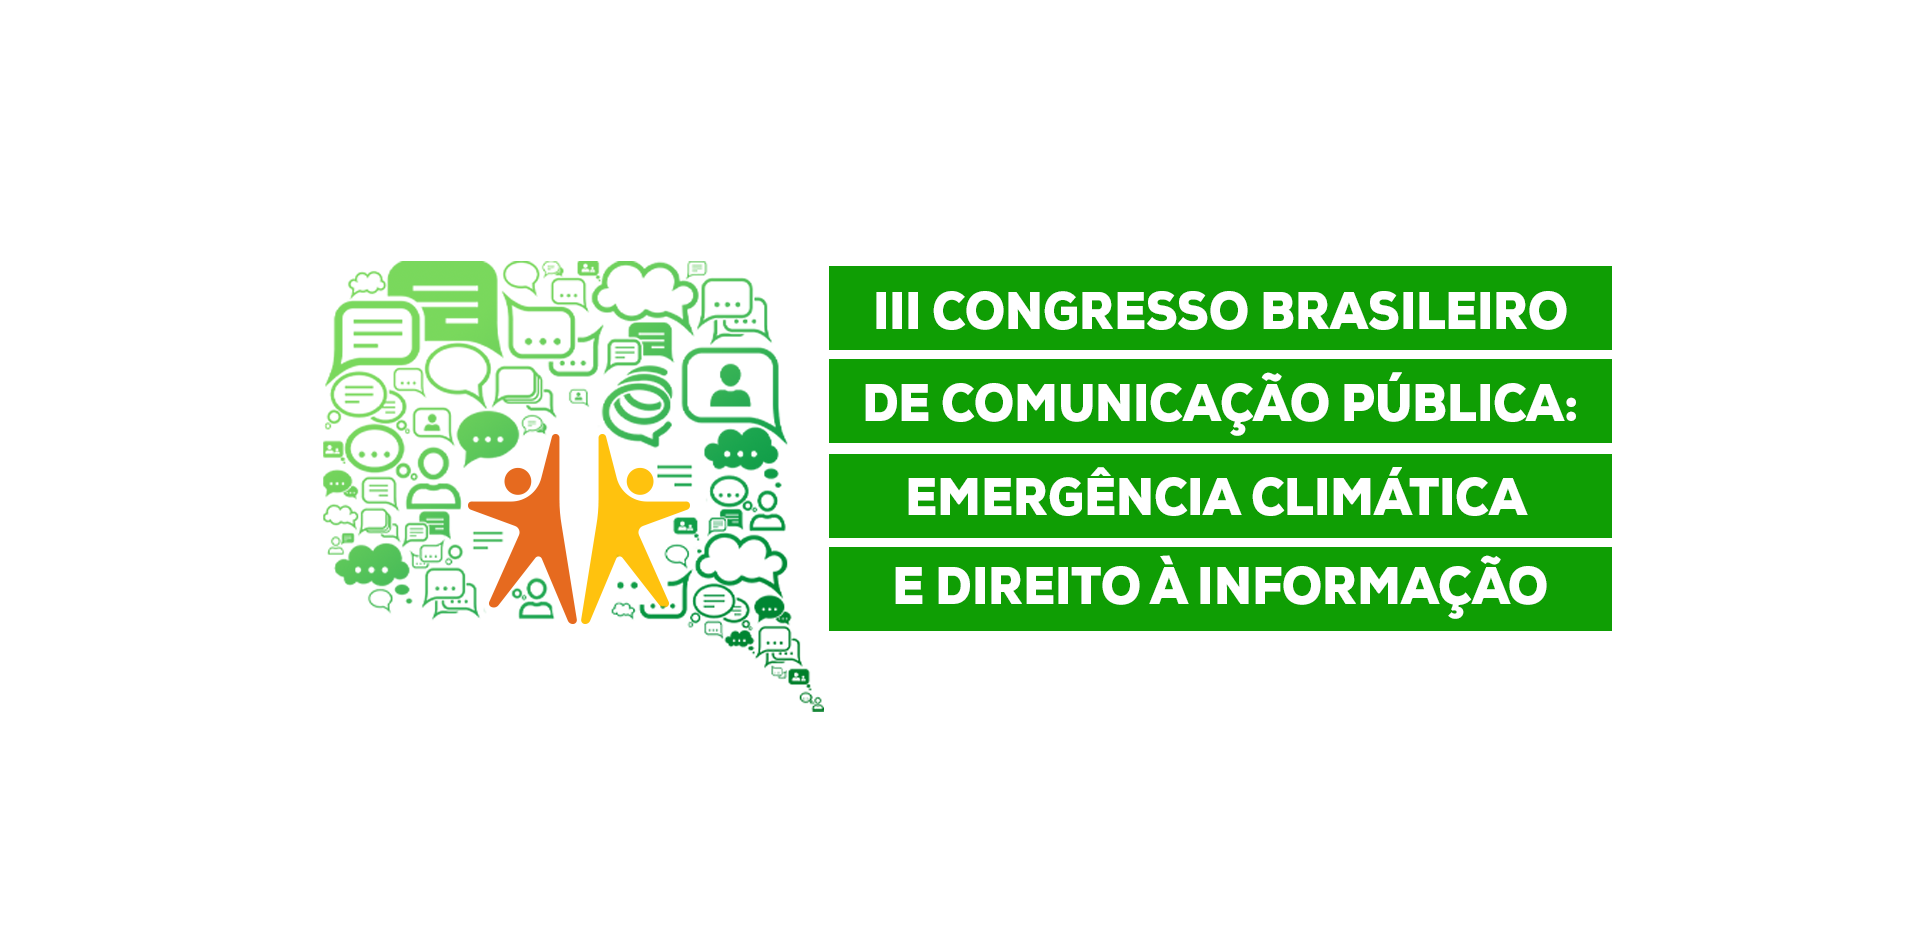 III CONGRESSO BRASILEIRO
DE COMUNICAÇÃO PÚBLICA:
EMERGÊNCIA CLIMÁTICA
E DIREITO À INFORMAÇÃO